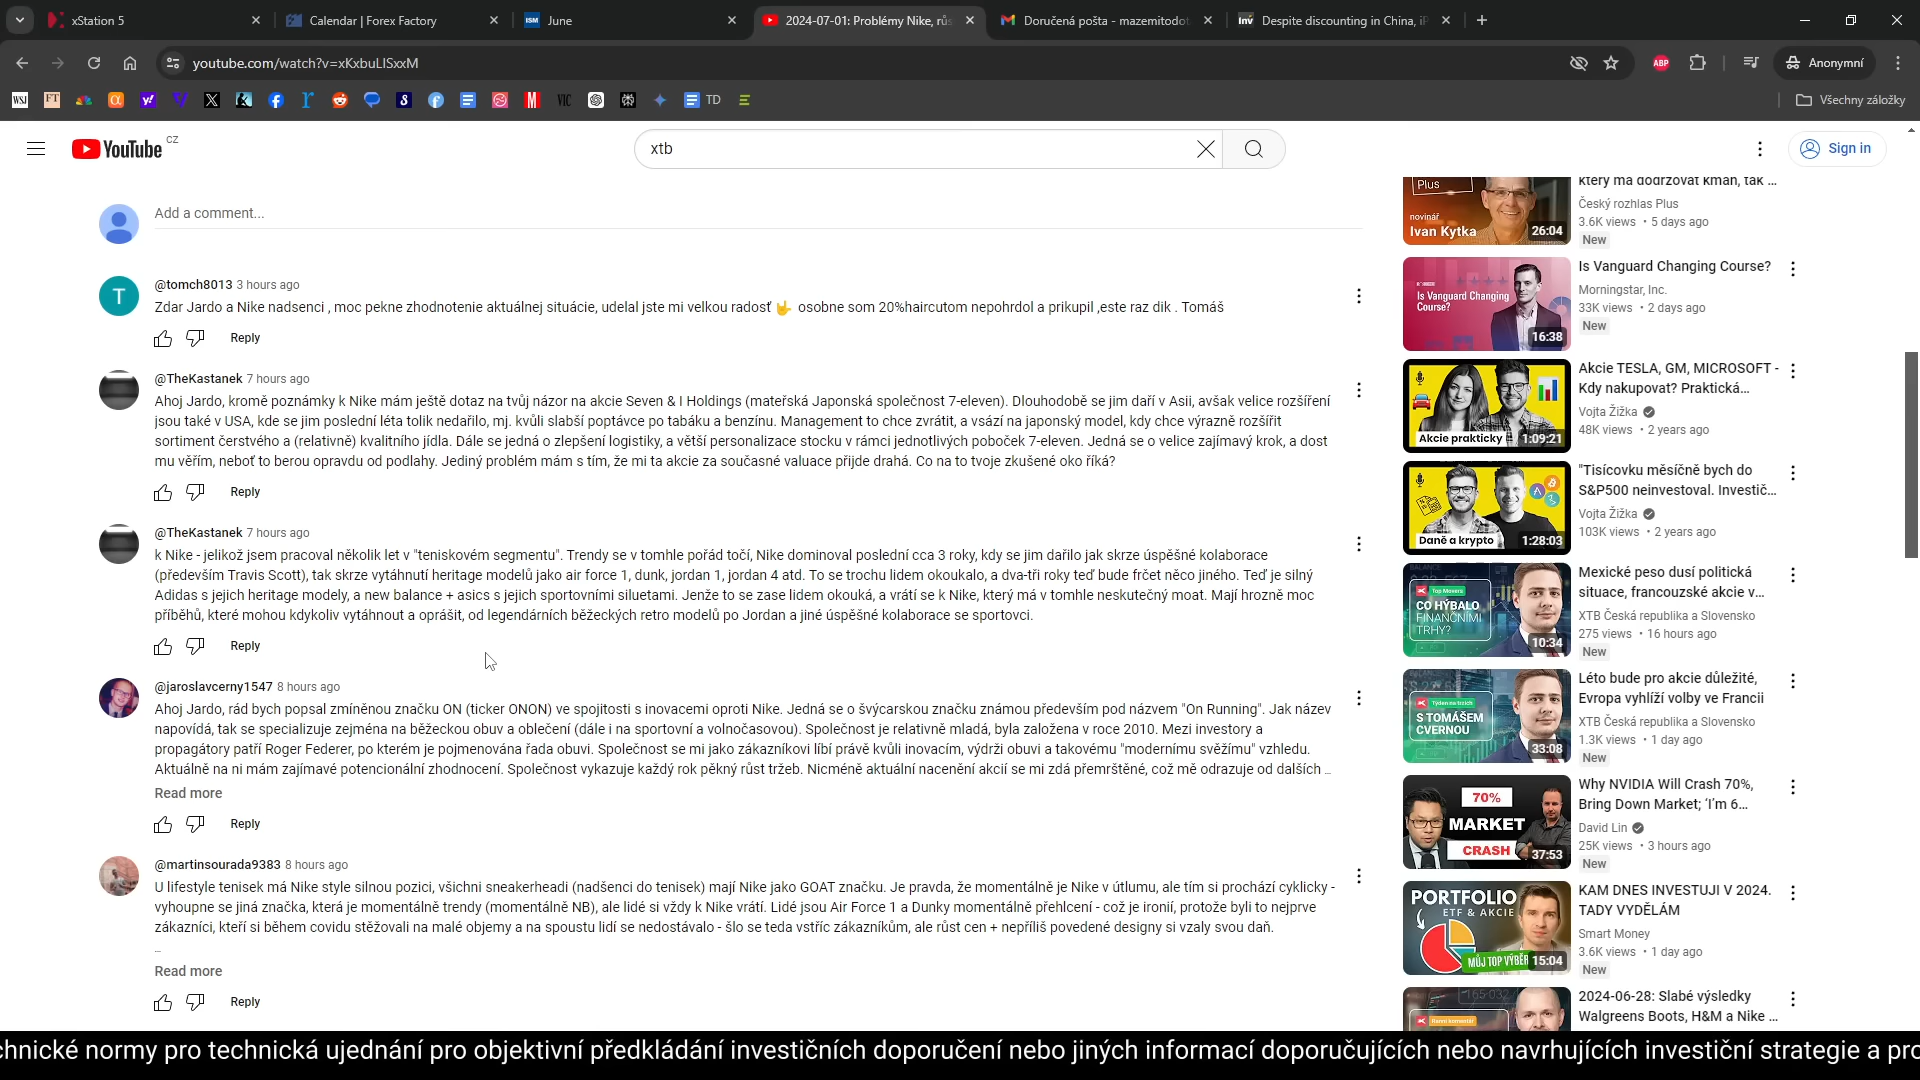 xStation 5
Calendar | Forex Factory
ISM
June
2024-07-01: Problémy Nike, růs
Doručená pošta - mazemitodot
Inv
Despite discounting in China, iP
youtube.com/watch?v=xKxbuLISxxM
ABP
Anonymní
WSJ
FT
VIC
TD
Všechny záložky
YouTube
CZ
xtb
Sign in
Add a comment...
@tomch8013 3 hours ago
Zdar Jardo a Nike nadsenci , moc pekne zhodnotenie aktuálnej situácie, udelal jste mi velkou radosť 🤟 osobne som 20%haircutom nepohrdol a prikupil ,este raz dik . Tomáš
Reply
@TheKastanek 7 hours ago
Ahoj Jardo, kromě poznámky k Nike mám ještě dotaz na tvůj názor na akcie Seven & I Holdings (mateřská Japonská společnost 7-eleven). Dlouhodobě se jim daří v Asii, avšak velice rozšíření
jsou také v USA, kde se jim poslední léta tolik nedařilo, mj. kvůli slabší poptávce po tabáku a benzínu. Management to chce zvrátit, a vsází na japonský model, kdy chce výrazně rozšířit
sortiment čerstvého a (relativně) kvalitního jídla. Dále se jedná o zlepšení logistiky, a větší personalizace stocku v rámci jednotlivých poboček 7-eleven. Jedná se o velice zajímavý krok, a dost
mu věřím, neboť to berou opravdu od podlahy. Jediný problém mám s tím, že mi ta akcie za současné valuace přijde drahá. Co na to tvoje zkušené oko říká?
Reply
@TheKastanek 7 hours ago
k Nike - jelikož jsem pracoval několik let v "teniskovém segmentu". Trendy se v tomhle pořád točí, Nike dominoval poslední cca 3 roky, kdy se jim dařilo jak skrze úspěšné kolaborace
(především Travis Scott), tak skrze vytáhnutí heritage modelů jako air force 1, dunk, jordan 1, jordan 4 atd. To se trochu lidem okoukalo, a dva-tři roky teď bude frčet něco jiného. Teď je silný
Adidas s jejich heritage modely, a new balance + asics s jejich sportovními siluetami. Jenže to se zase lidem okouká, a vrátí se k Nike, který má v tomhle neskutečný moat. Mají hrozně moc
příběhů, které mohou kdykoliv vytáhnout a oprášit, od legendárních běžeckých retro modelů po Jordan a jiné úspěšné kolaborace se sportovci.
Reply
@jaroslavcerny1547 8 hours ago
Ahoj Jardo, rád bych popsal zmíněnou značku ON (ticker ONON) ve spojitosti s inovacemi oproti Nike. Jedná se o švýcarskou značku známou především pod názvem "On Running". Jak název
napovídá, tak se specializuje zejména na běžeckou obuv a oblečení (dále i na sportovní a volnočasovou). Společnost je relativně mladá, byla založena v roce 2010. Mezi investory a
propagátory patří Roger Federer, po kterém je pojmenována řada obuvi. Společnost se mi jako zákazníkovi líbí právě kvůli inovacím, výdrži obuvi a takovému "modernímu svěžímu" vzhledu.
Aktuálně na ni mám zajímavé potencionální zhodnocení. Společnost vykazuje každý rok pěkný růst tržeb. Nicméně aktuální nacenění akcií se mi zdá přemrštěné, což mě odrazuje od dalších ...
Read more
Reply
@martinsourada9383 8 hours ago
U lifestyle tenisek má Nike style silnou pozici, všichni sneakerheadi (nadšenci do tenisek) mají Nike jako GOAT značku. Je pravda, že momentálně je Nike v útlumu, ale tím si prochází cyklicky -
vyhoupne se jiná značka, která je momentálně trendy (momentálně NB), ale lidé si vždy k Nike vrátí. Lidé jsou Air Force 1 a Dunky momentálně přehlcení - což je ironií, protože byli to nejprve
zákazníci, kteří si během covidu stěžovali na malé objemy a na spoustu lidí se nedostávalo - šlo se teda vstříc zákazníkům, ale růst cen + nepříliš povedené designy si vzaly svou daň.
...
Read more
Reply
Plus
novinář
Ivan Kytka
26:04
který má dodržovat kmán, tak ...
Český rozhlas Plus
3.6K views • 5 days ago
New
Is Vanguard Changing
Course?
16:38
Is Vanguard Changing Course?
Morningstar, Inc.
33K views • 2 days ago
New
Akcie prakticky
1:09:21
Akcie TESLA, GM, MICROSOFT -
Kdy nakupovat? Praktická...
Vojta Žižka
48K views • 2 years ago
Daně a krypto
1:28:03
"Tisícovku měsíčně bych do
S&P500 neinvestoval. Investič...
Vojta Žižka
103K views • 2 years ago
Top Movers
CO HÝBALO
FINANČNÍMI
TRHY?
10:34
Mexické peso dusí politická
situace, francouzské akcie v...
XTB Česká republika a Slovensko
275 views • 16 hours ago
New
Týden na trzích
S TOMÁŠEM
CVERNOU
33:08
Léto bude pro akcie důležité,
Evropa vyhlíží volby ve Francii
XTB Česká republika a Slovensko
1.3K views • 1 day ago
New
70%
MARKET
CRASH
37:53
Why NVIDIA Will Crash 70%,
Bring Down Market; 'I'm 6...
David Lin
25K views • 3 hours ago
New
PORTFOLIO
ETF & AKCIE
MŮJ TOP VÝBĚR
15:04
KAM DNES INVESTUJI V 2024.
TADY VYDĚLÁM
Smart Money
3.6K views • 1 day ago
New
Ranní komentář
2024-06-28: Slabé výsledky
Walgreens Boots, H&M a Nike ...
chnické normy pro technická ujednání pro objektivní předkládání investičních doporučení nebo jiných informací doporučujících nebo navrhujících investiční strategie a pro